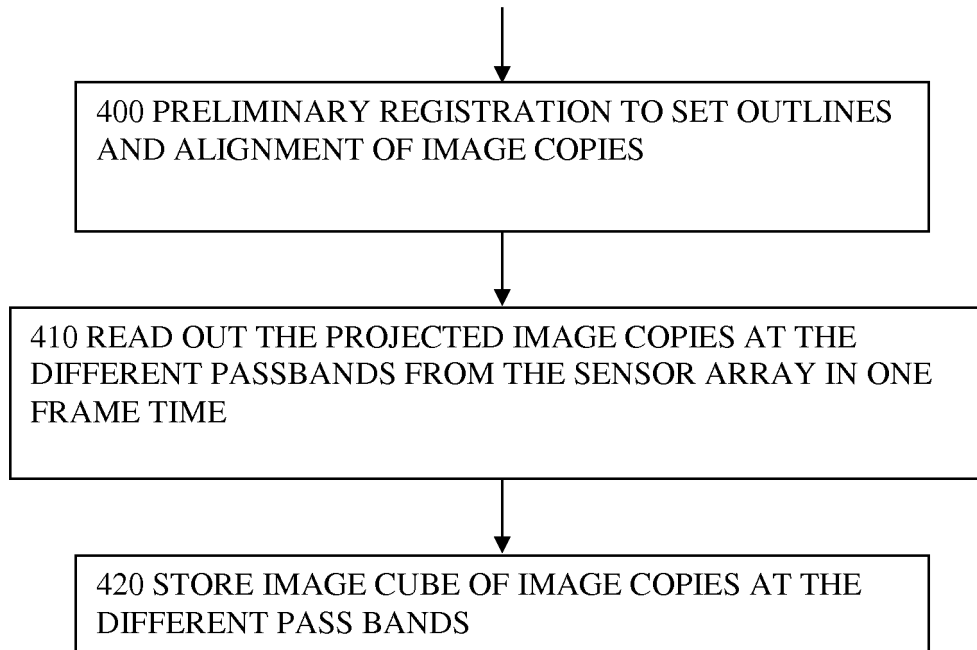 400 PRELIMINARY REGISTRATION TO SET OUTLINES
AND ALIGNMENT OF IMAGE COPIES
410 READ OUT THE PROJECTED IMAGE COPIES AT THE
DIFFERENT PASSBANDS FROM THE SENSOR ARRAY IN ONE
FRAME TIME
420 STORE IMAGE CUBE OF IMAGE COPIES AT THE
DIFFERENT PASS BANDS